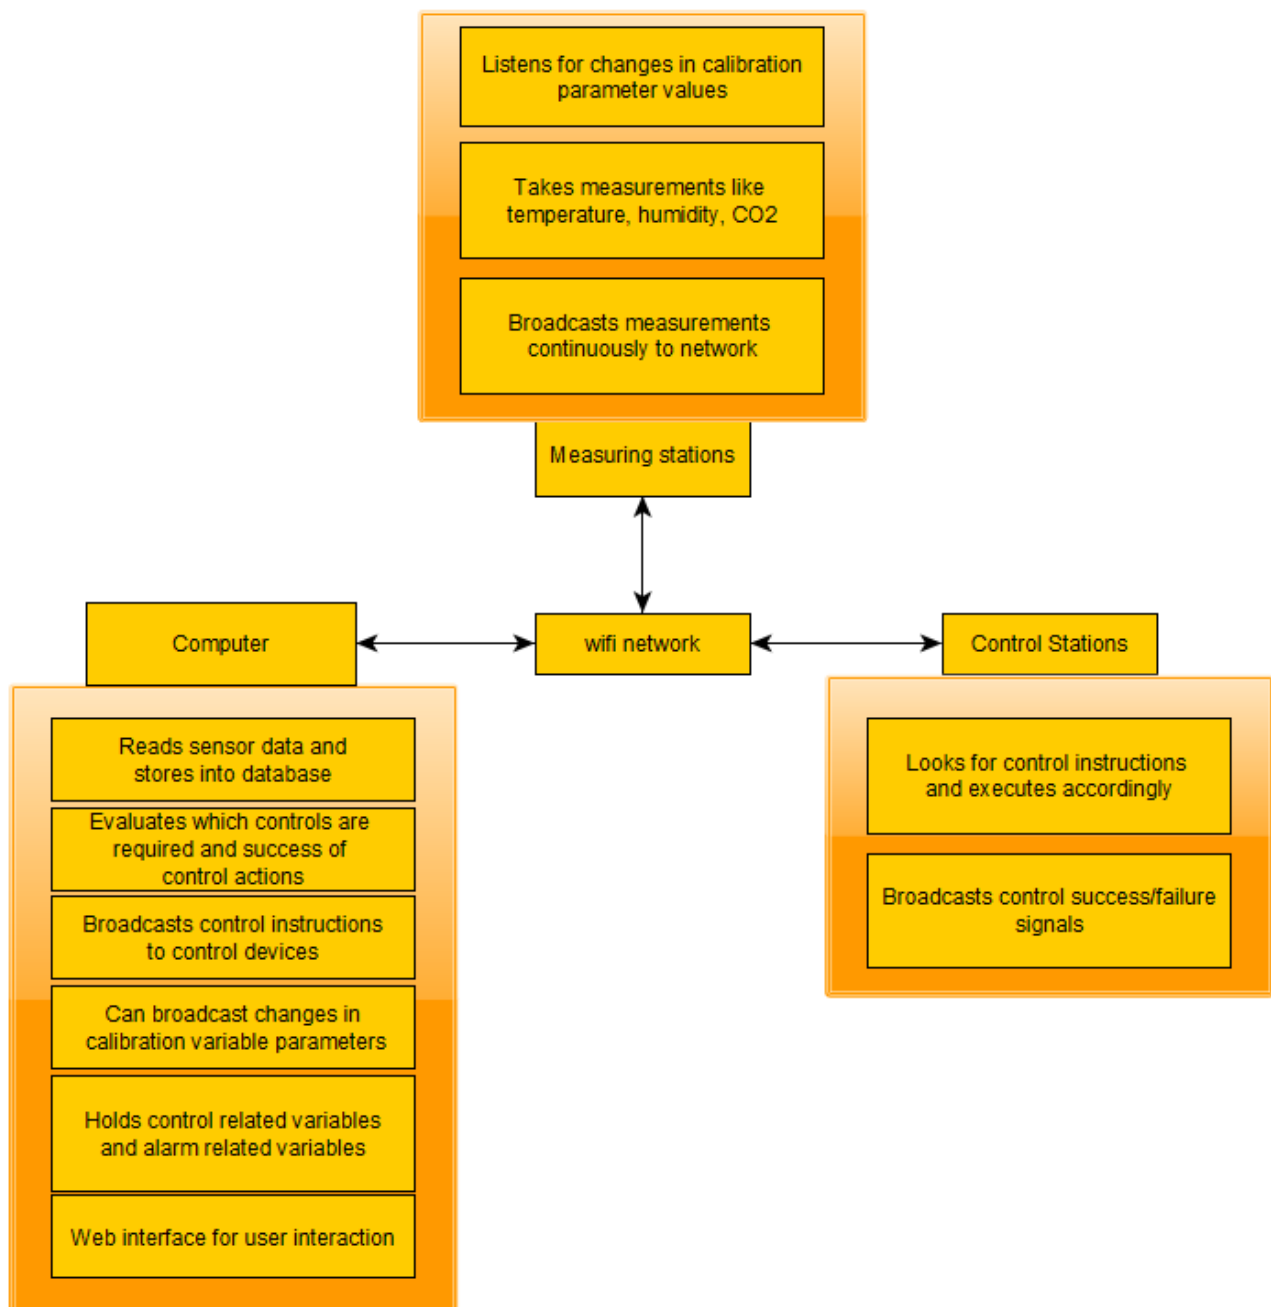 Listens for changes in calibration
parameter values
Takes measurements like
temperature, humidity, CO2
Broadcasts measurements
continuously to network
Measuring stations
Computer
wifi network
Control Stations
Reads sensor data and
stores into database
Evaluates which controls are
required and success of
control actions
Broadcasts control instructions
to control devices
Can broadcast changes in
calibration variable parameters
Holds control related variables
and alarm related variables
Web interface for user interaction
Looks for control instructions
and executes accordingly
Broadcasts control success/failure
signals